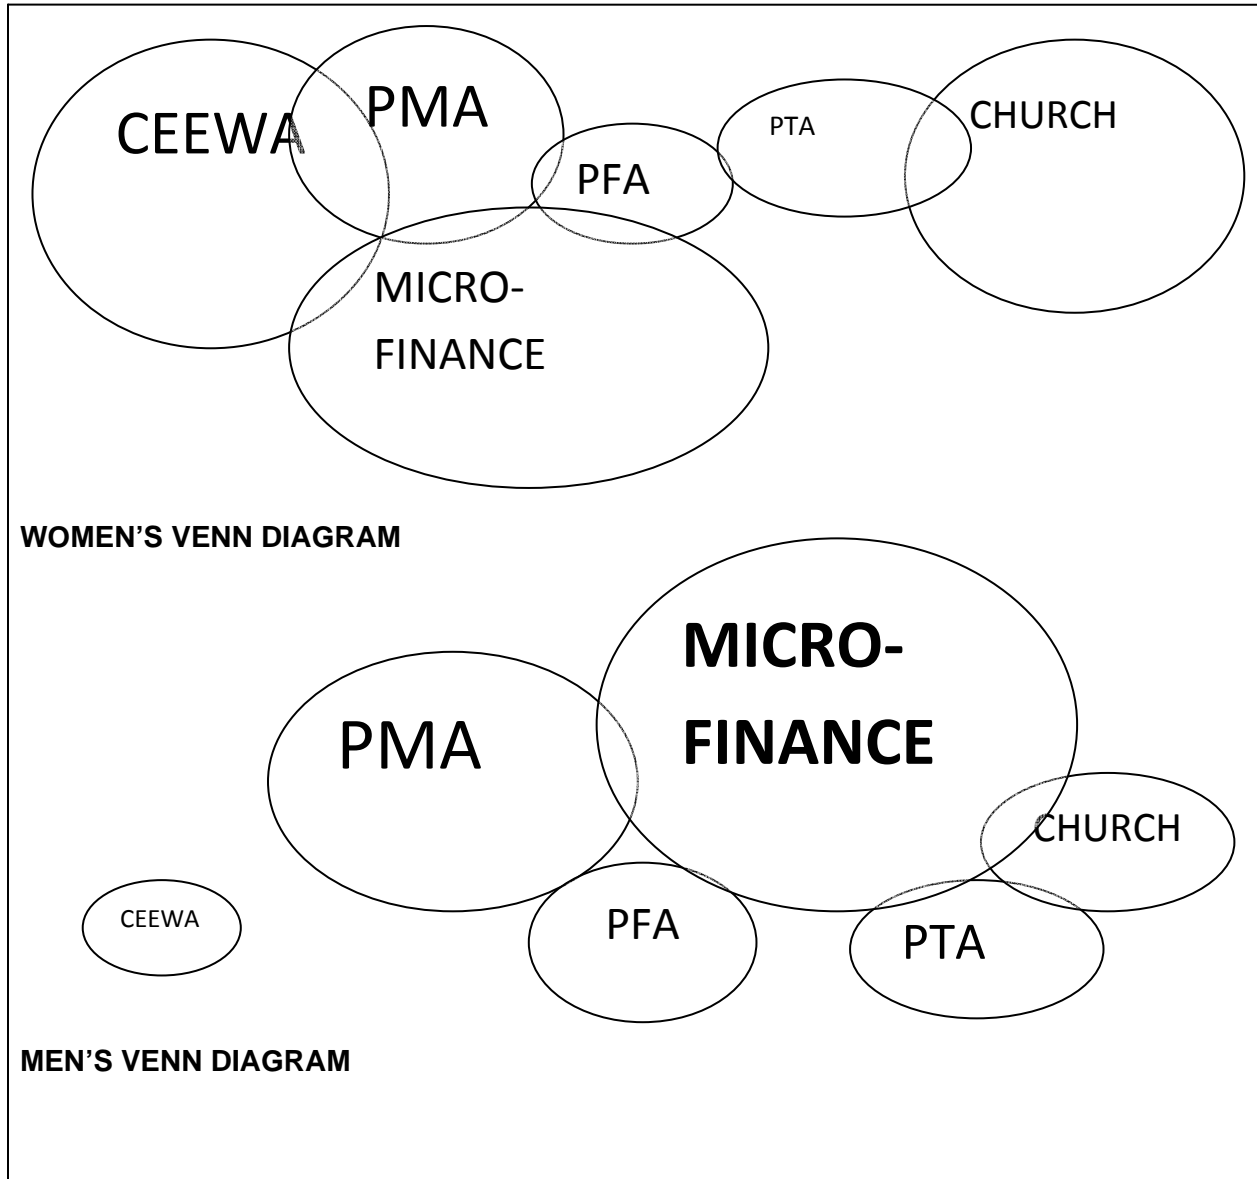 CEEWA
PMA
PFA
PTA
CHURCH
MICRO-
FINANCE
WOMEN’S VENN DIAGRAM
MICRO-
FINANCE
PMA
CHURCH
CEEWA
PFA
PTA
MEN’S VENN DIAGRAM